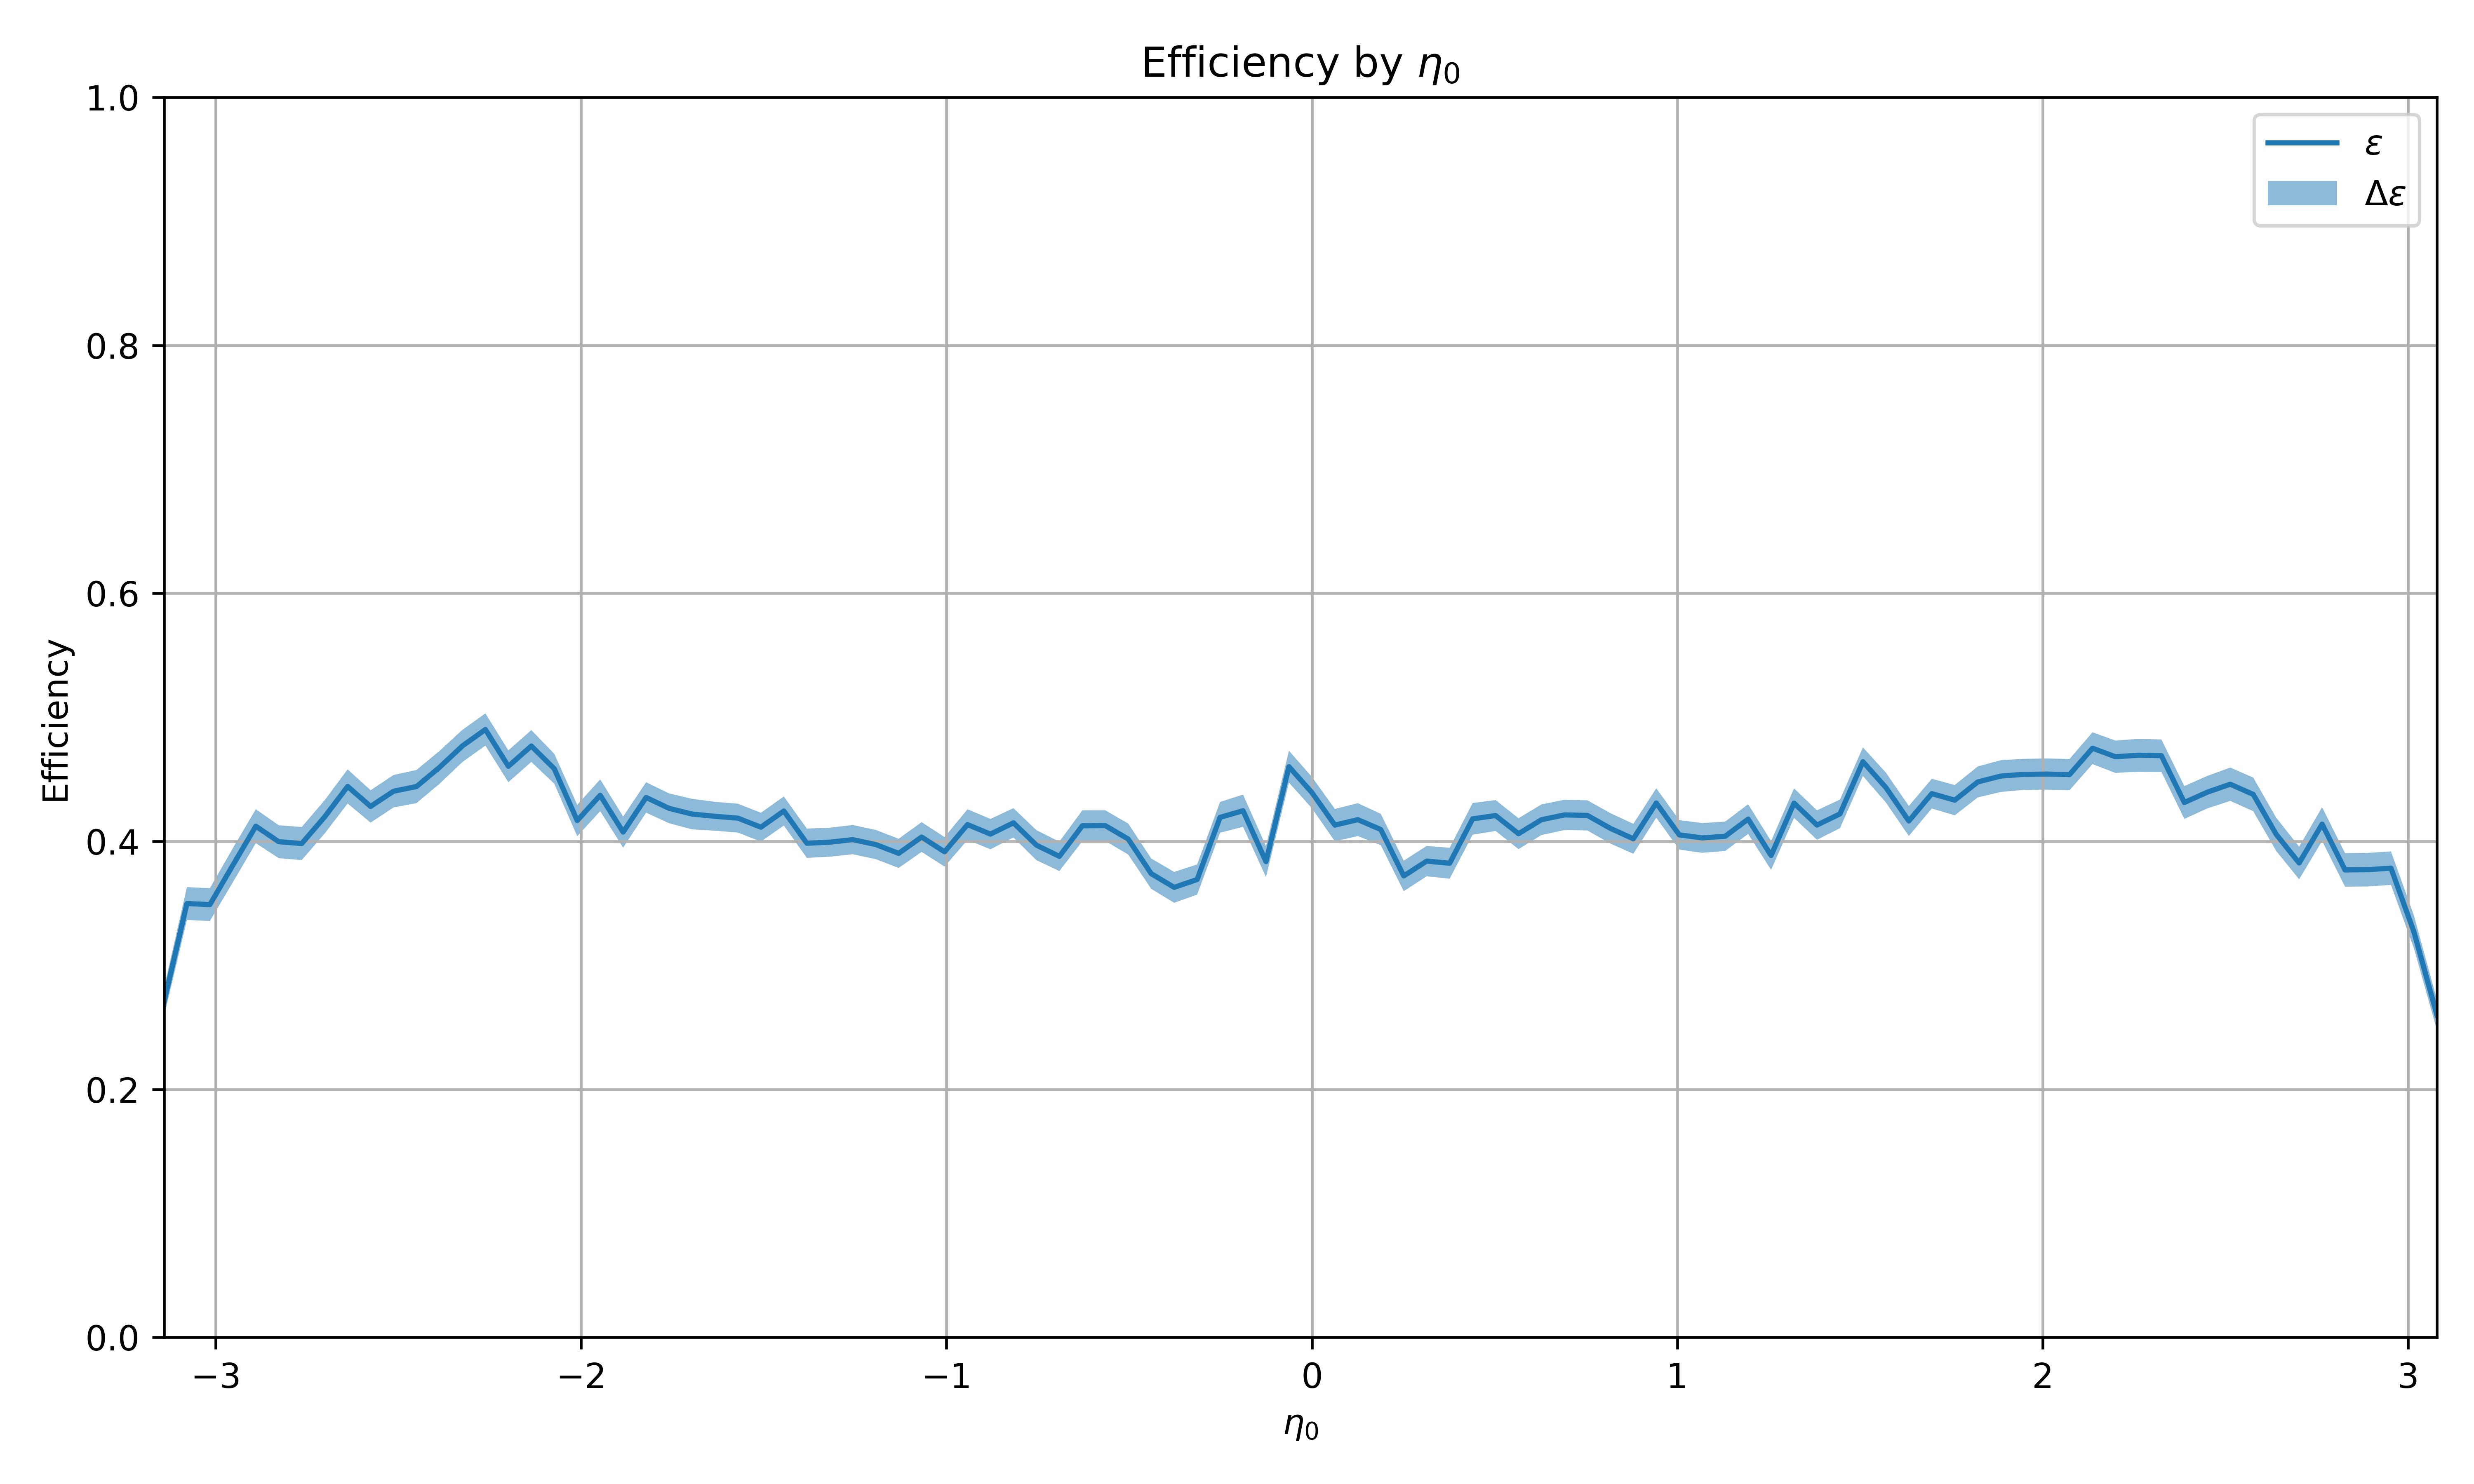 Efficiency by η₀
1.0
0.8
0.6
0.4
0.2
0.0
Efficiency
ε
Δε
−3
−2
−1
0
1
2
3
η₀